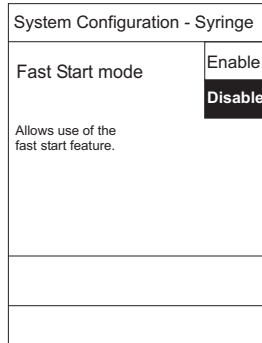 System Configuration - Syringe
Fast Start mode
Enable
Disable
Allows use of the
fast start feature.